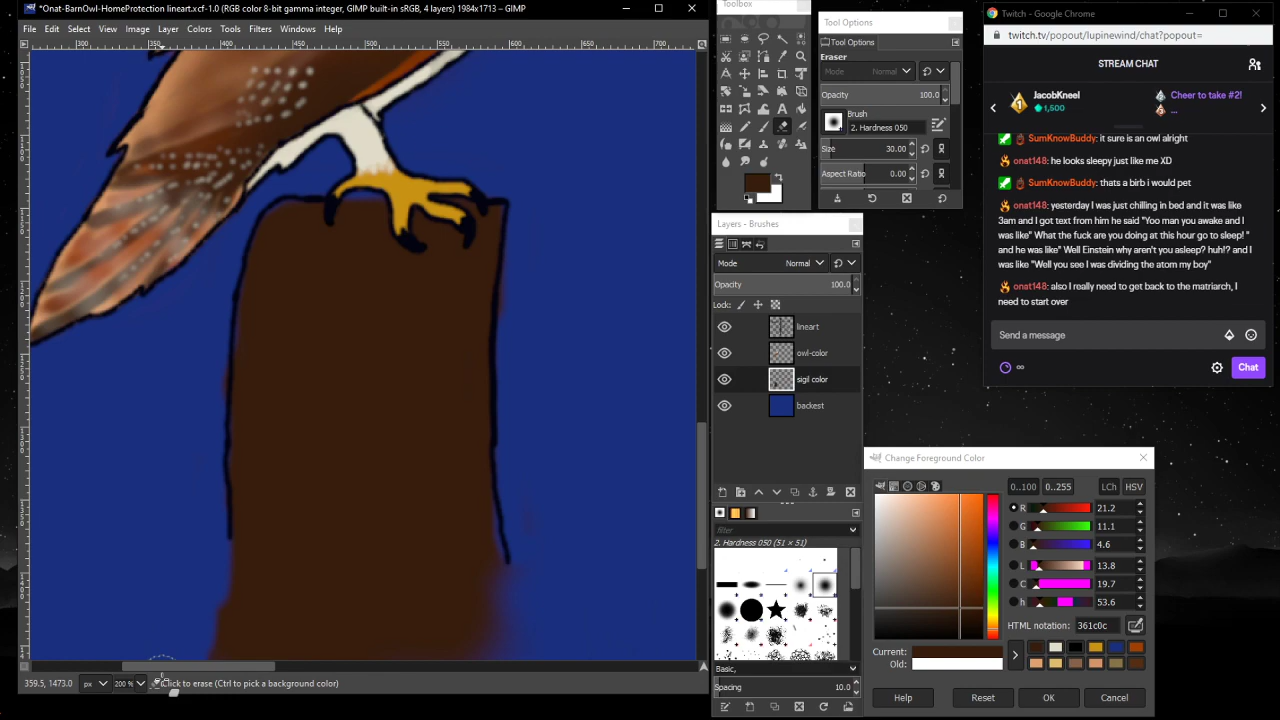 *Onat-BarnOwl-HomeProtection lineart.xcf-1.0 (RGB color 8-bit gamma integer, GIMP built-in sRGB, 4 layers) 1984x1713 – GIMP
File Edit Select View Image Layer Colors Tools Filters Windows Help
300 350 400 450 500 550 600 650 700
359.5, 1473.0 px 200 % Click to erase (Ctrl to pick a background color)
Toolbox
Tool Options
Tool Options
Eraser
Mode Normal
Opacity 100.0
Brush
2. Hardness 050
Size 30.00
Aspect Ratio 0.00
Layers - Brushes
Mode Normal
Opacity 100.0
Lock:
lineart
owl-color
sigil color
backest
filter
2. Hardness 050 (51 × 51)
Basic,
Spacing 10.0
Change Foreground Color
0..100 0..255 LCh HSV
R 21.2
G 11.1
B 4.6
L 13.8
C 19.7
h 53.6
HTML notation: 361c0c
Current:
Old:
Help Reset OK Cancel
Twitch - Google Chrome
twitch.tv/popout/lupinewind/chat?popout=
STREAM CHAT
1 JacobKneel
1,500
Cheer to take #2!
...
SumKnowBuddy: it sure is an owl alright
onat148: he looks sleepy just like me XD
SumKnowBuddy: thats a birb i would pet
onat148: yesterday I was just chilling in bed and it was like
3am and I got text from him he said "Yoo man you awake and I
was like" What the fuck are you doing at this hour go to sleep! "
and he was like" Well Einstein why aren't you asleep? huh!? and I
was like "Well you see I was dividing the atom my boy"
onat148: also I really need to get back to the matriarch, I
need to start over
Send a message
∞ Chat